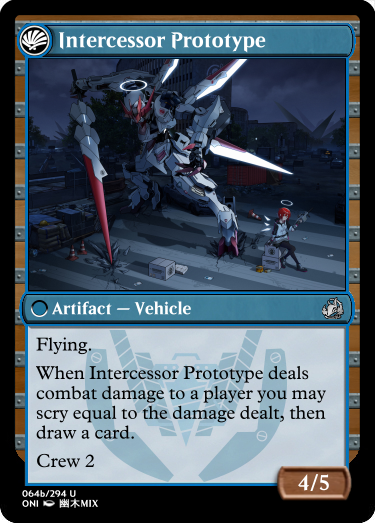 Intercessor Prototype
Artifact — Vehicle
Flying.
When Intercessor Prototype deals
combat damage to a player you may
scry equal to the damage dealt, then
draw a card.
Crew 2
4/5
064b/294 U
ONI 幽木MIX